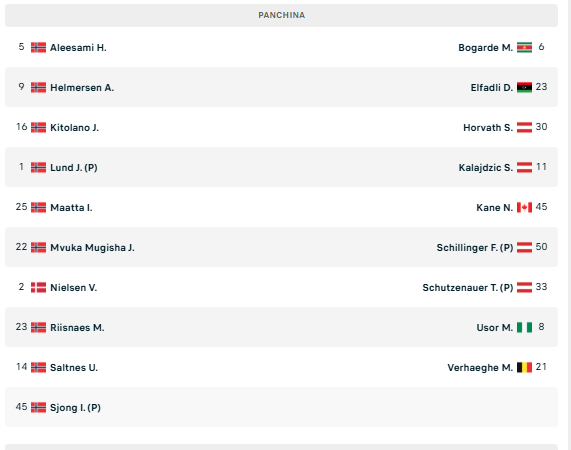 PANCHINA
5 Aleesami H. Bogarde M. 6
9 Helmersen A. Elfadli D. 23
16 Kitolano J. Horvath S. 30
1 Lund J. (P) Kalajdzic S. 11
25 Maatta I. Kane N. 45
22 Mvuka Mugisha J. Schillinger F. (P) 50
2 Nielsen V. Schutzenauer T. (P) 33
23 Riisnaes M. Usor M. 8
14 Saltnes U. Verhaeghe M. 21
45 Sjong I. (P)